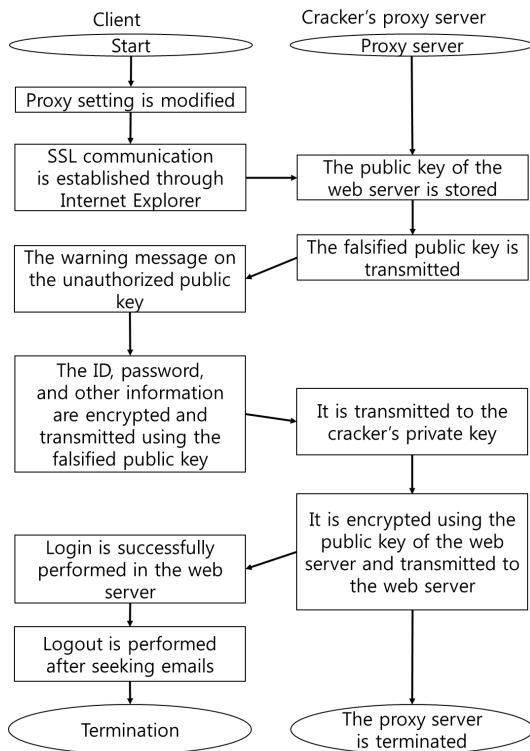 Client
Cracker's proxy server
Start
Proxy server
Proxy setting is modified
SSL communication
is established through
Internet Explorer
The public key of the
web server is stored
The falsified public key is
transmitted
The warning message on
the unauthorized public
key
The ID, password,
and other information
are encrypted and
transmitted using the
falsified public key
It is transmitted to the
cracker's private key
It is encrypted using the
public key of the web
server and transmitted to
the web server
Login is successfully
performed in the web
server
Logout is performed
after seeking emails
Termination
The proxy server
is terminated